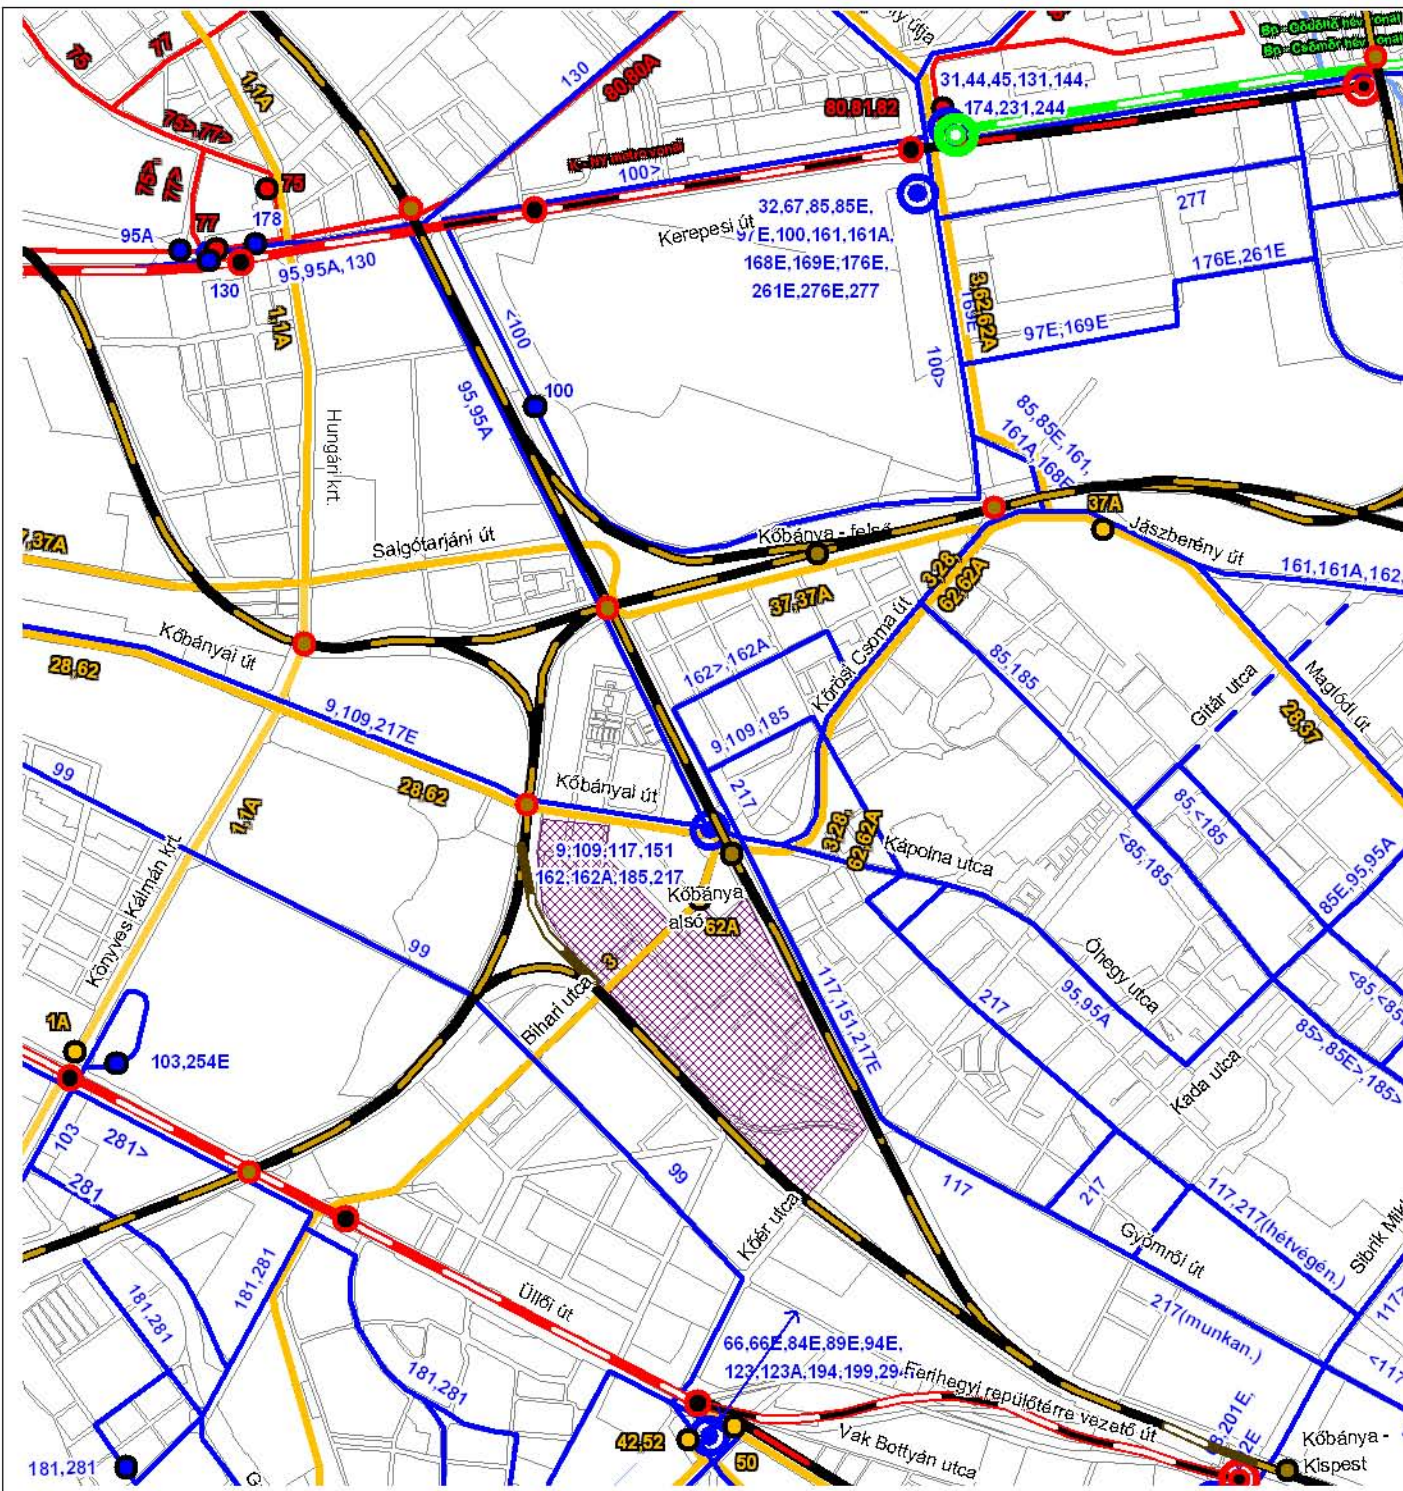 75
77
1,1A
130
80,80A
31,44,45,131,144,
174,231,244
80,81,82
Bp - Gödöllő hév vonal
Bp - Csömör hév vonal
75>,77>
75>
77>
75
77
178
95A
130
95,95A,130
K - Ny metróvonal
100>
Kerepesi út
32,67,85,85E,
97E,100,161,161A,
168E,169E,176E,
261E,276E,277
277
176E,261E
97E,169E
169E
3,62,62A
100>
1,1A
<100
100
95,95A
Hungári krt.
85,85E,161,
161A,168E
37A
Jászberény út
161,161A,162,
Salgótarjáni út
Kőbánya - felső
37,37A
3,28,
62,62A
Kőbányai út
28,62
9,109,217E
162>,162A
Kőrösi Csoma út
85,185
Gitár utca
Maglódi út
28,37
9,109,185
217
99
28,62
Kőbányai út
1,1A
3,28,
62,62A
Kápolna utca
85,<185
<85,185
85E,95,95A
9,109,117,151
162,162A,185,217
Kőbánya
alsó
62A
Könyves Kálmán krt.
99
3
Bihari utca
117,151,217E
217
Óhegy utca
95,95A
85>,85E>,185>
1A
103,254E
Kada utca
103
281>
281
99
Kőér utca
117
217
117,217(hétvégén.)
Gyömrői út
217(munkan.)
117>
<117
181,281
181,281
Üllői út
181,281
66,66E,84E,89E,94E,
Ferihegyi repülőtérre vezető út
Vak Bottyán utca
42,52
50
181,281
Kőbánya -
Kispest